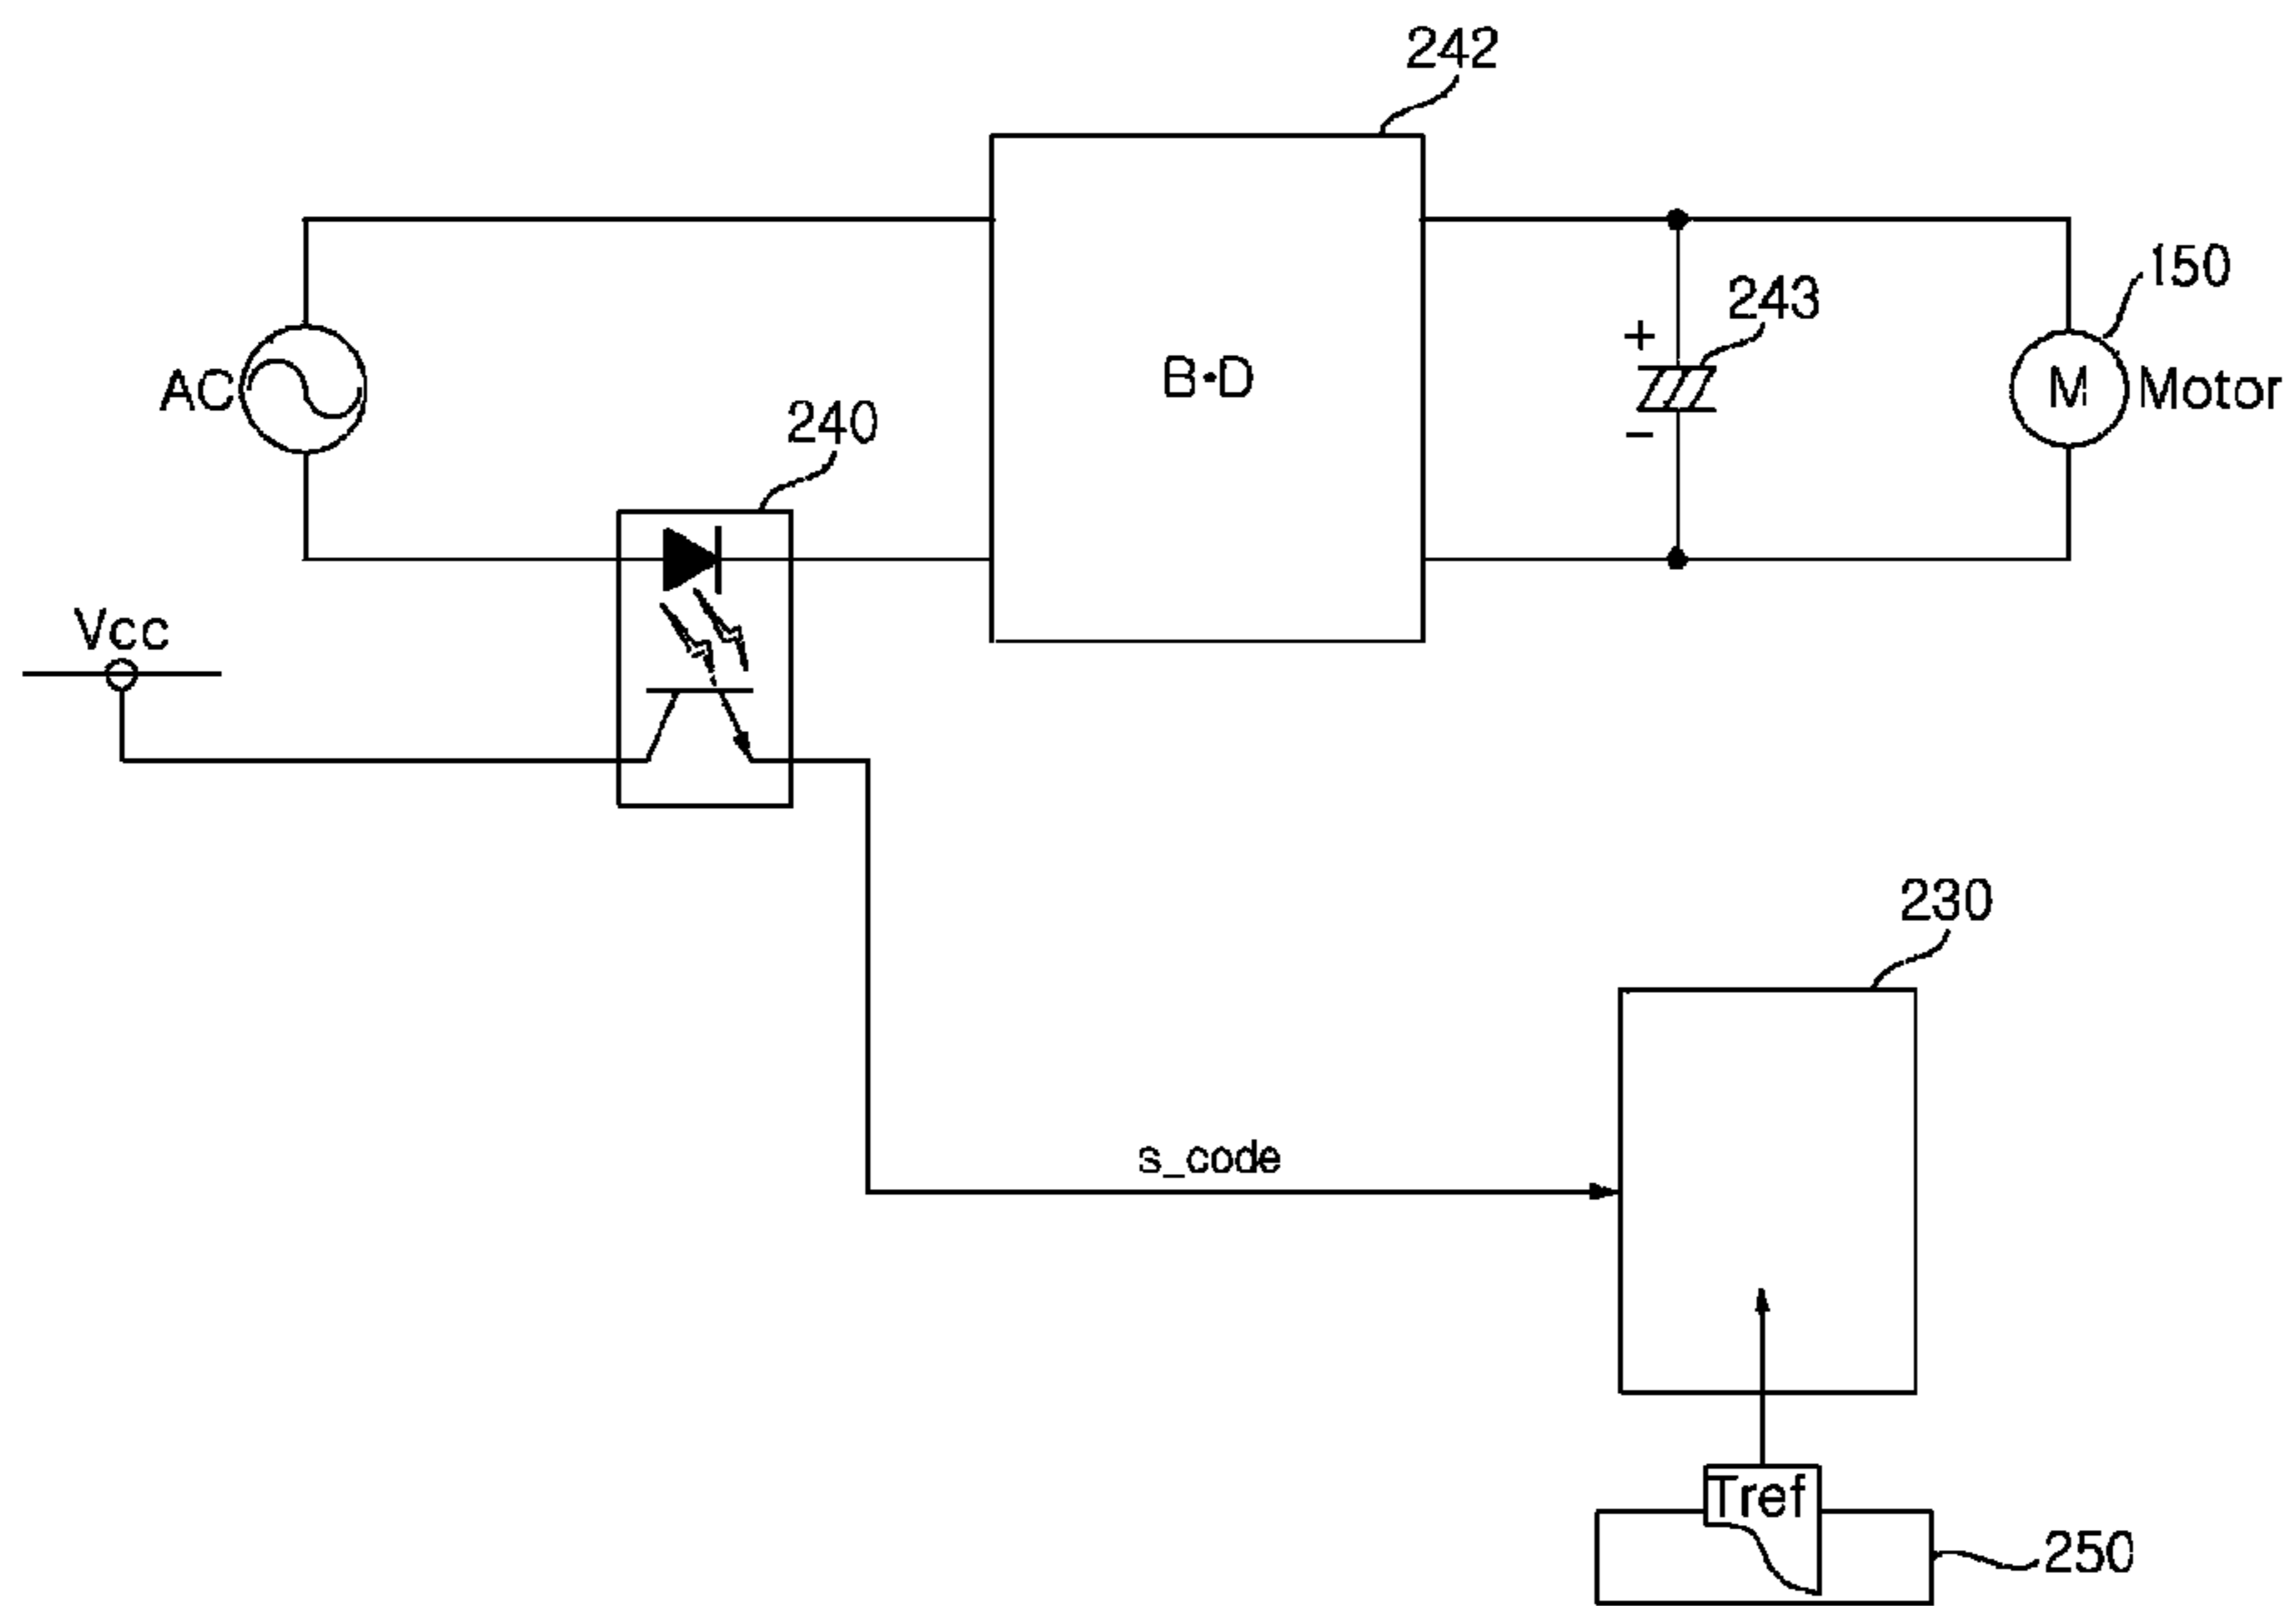 242
150
243
+
B·D
AC
M Motor
240
-
Vcc
230
s_code
Tref
250